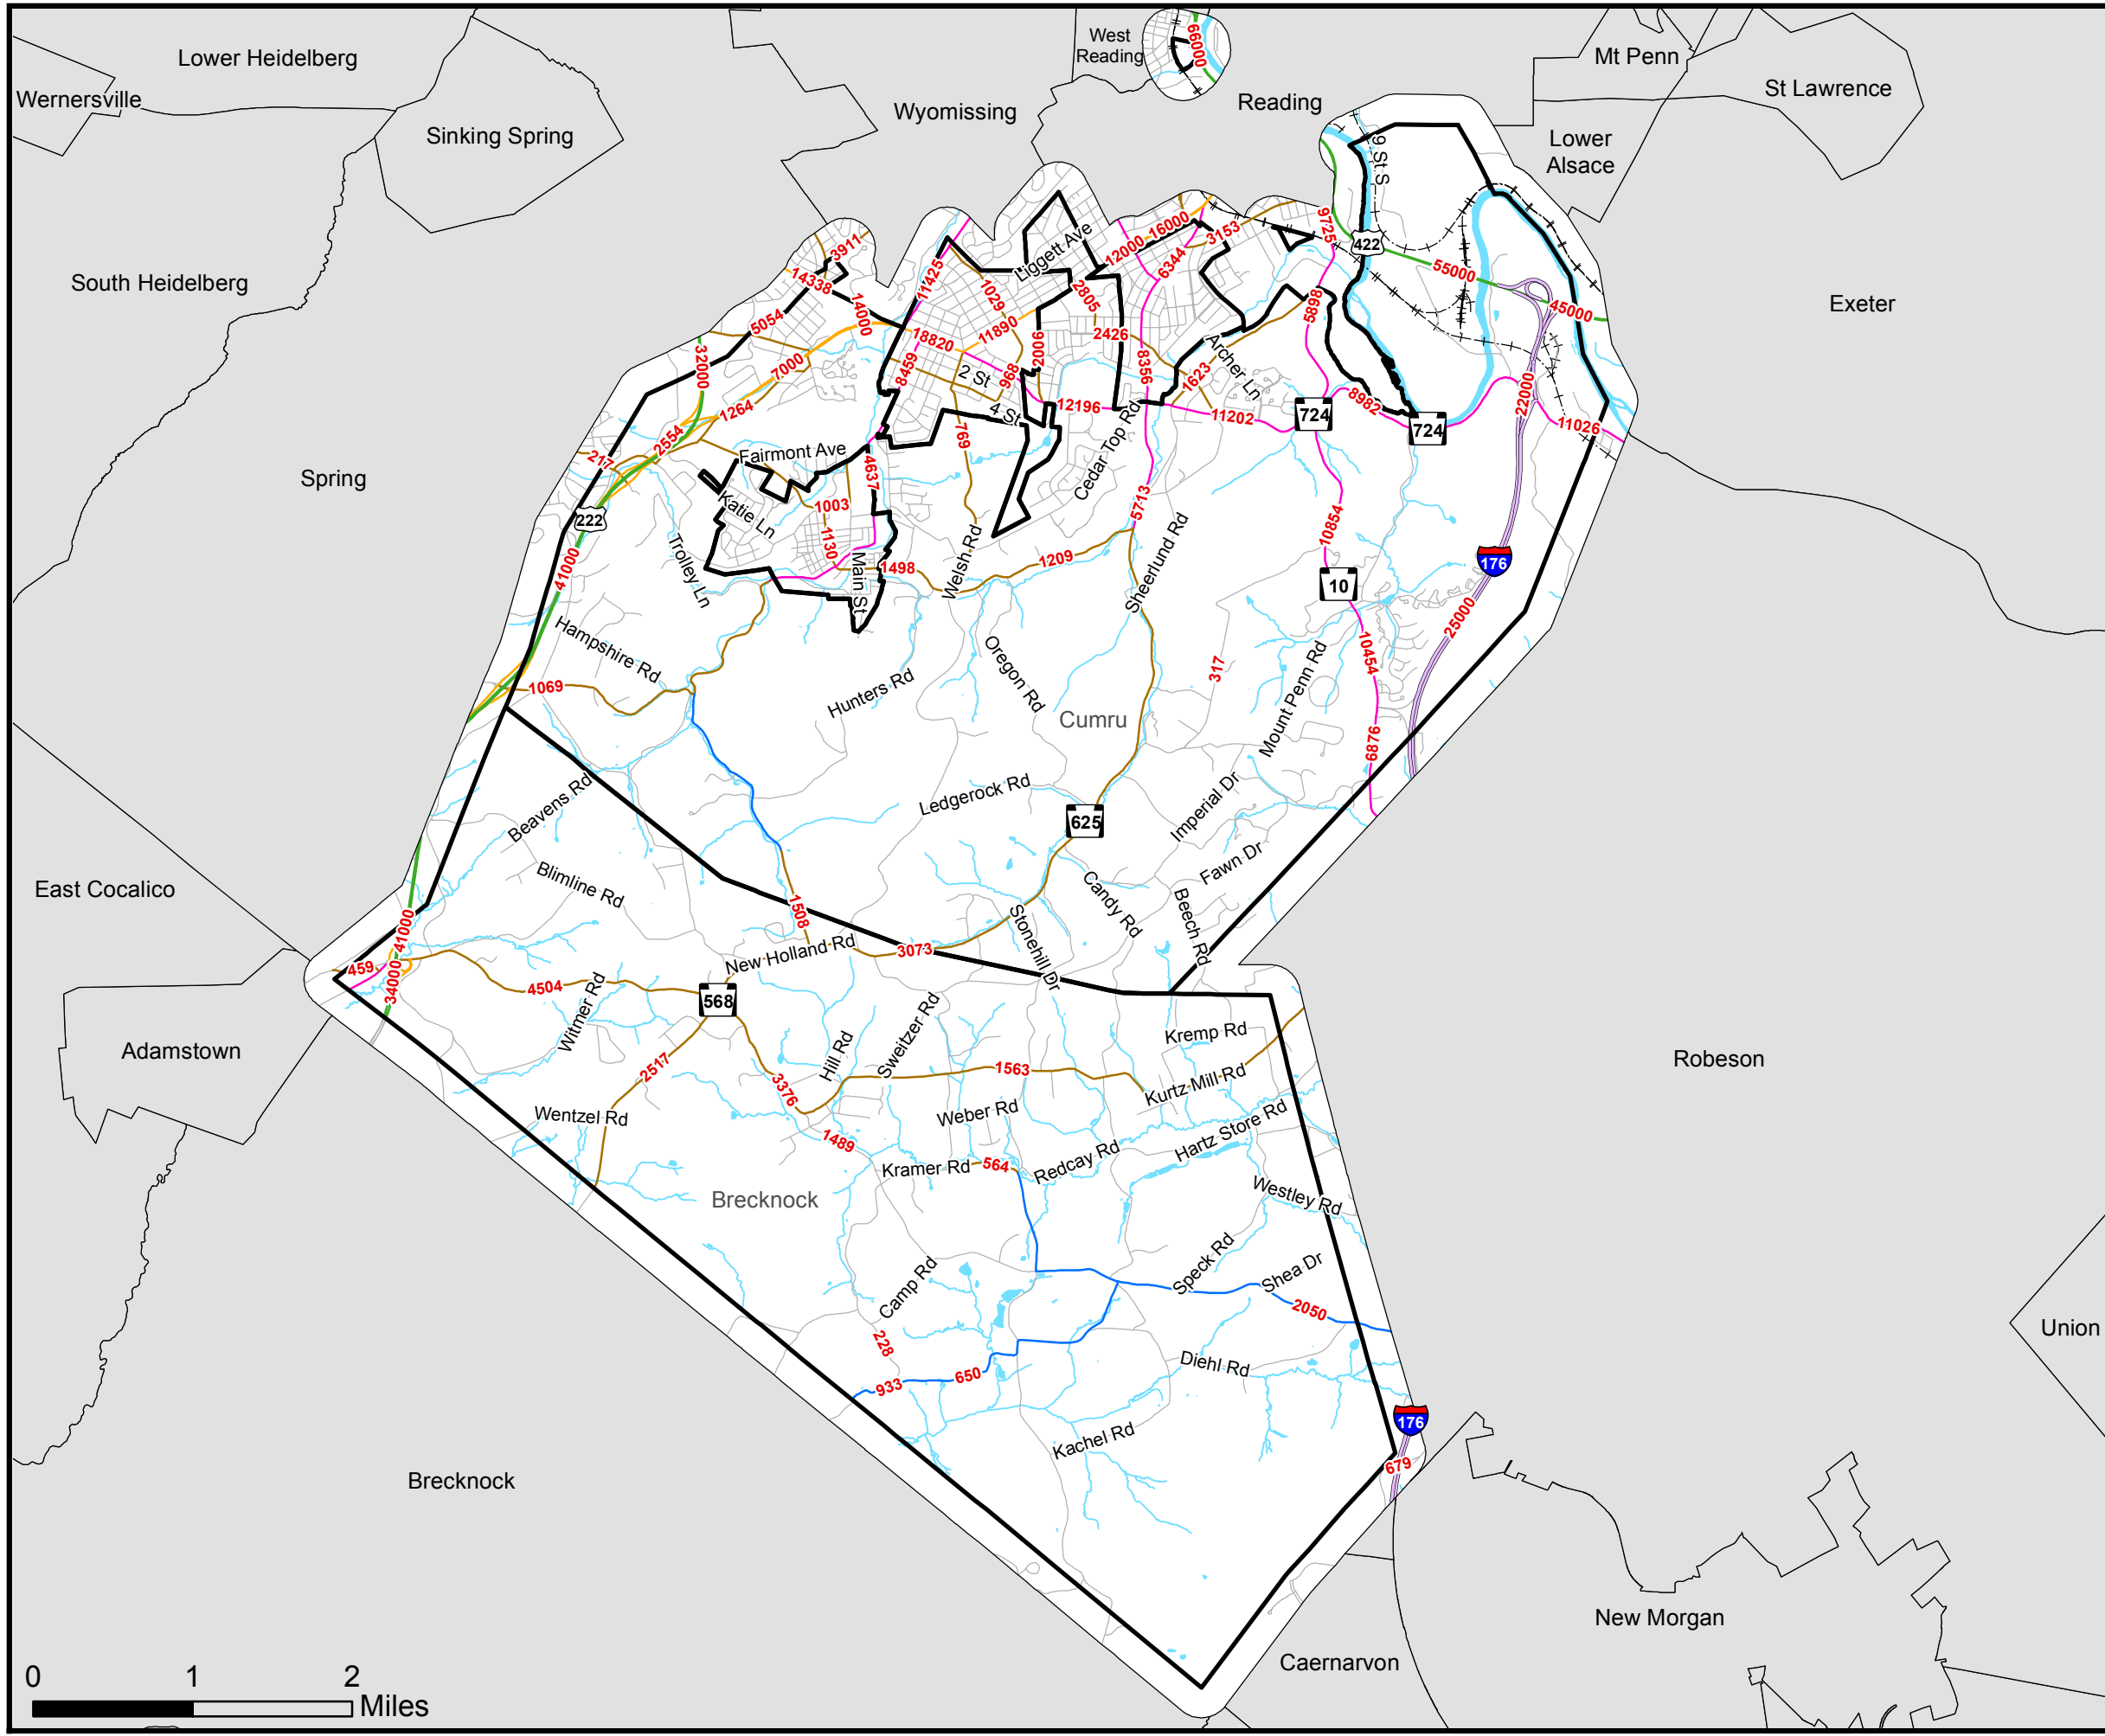 Lower Heidelberg
Wernersville
Sinking Spring
Wyomissing
West
Reading
66000
Reading
Mt Penn
St Lawrence
Lower
Alsace
9 St S
South Heidelberg
Exeter
Spring
3911
14338
14000
5054
32000
7000
1264
2554
217
222
41000
11425
1029
Liggett Ave
2805
12000
16000
6344
3153
9725
422
55000
45000
18820
11890
2006
2426
8459
2 St
968
4 St
12196
8356
1623
Archer Ln
5898
11202
724
8982
724
22000
11026
Fairmont Ave
4637
769
Cedar Top Rd
Katie Ln
1003
1130
Trolley Ln
Main St
1498
Welsh Rd
1209
5713
Sheerlund Rd
10854
10
176
25000
Hampshire Rd
1069
Hunters Rd
Oregon Rd
Cumru
317
Mount Penn Rd
10454
6876
Beavens Rd
Ledgerock Rd
625
Imperial Dr
Fawn Dr
Blimline Rd
Candy Rd
Beech Rd
East Cocalico
1508
New Holland Rd
3073
Stonehill Dr
41000
459
34000
4504
Witmer Rd
568
Sweitzer Rd
Hill Rd
Kremp Rd
Adamstown
2517
3376
1563
Kurtz Mill Rd
Robeson
Wentzel Rd
Weber Rd
1489
Hartz Store Rd
Kramer Rd
564
Redcay Rd
Brecknock
Westley Rd
Camp Rd
Speck Rd
Shea Dr
2050
228
Union
933
650
Diehl Rd
176
Kachel Rd
679
Brecknock
New Morgan
Caernarvon
0 1 2
Miles